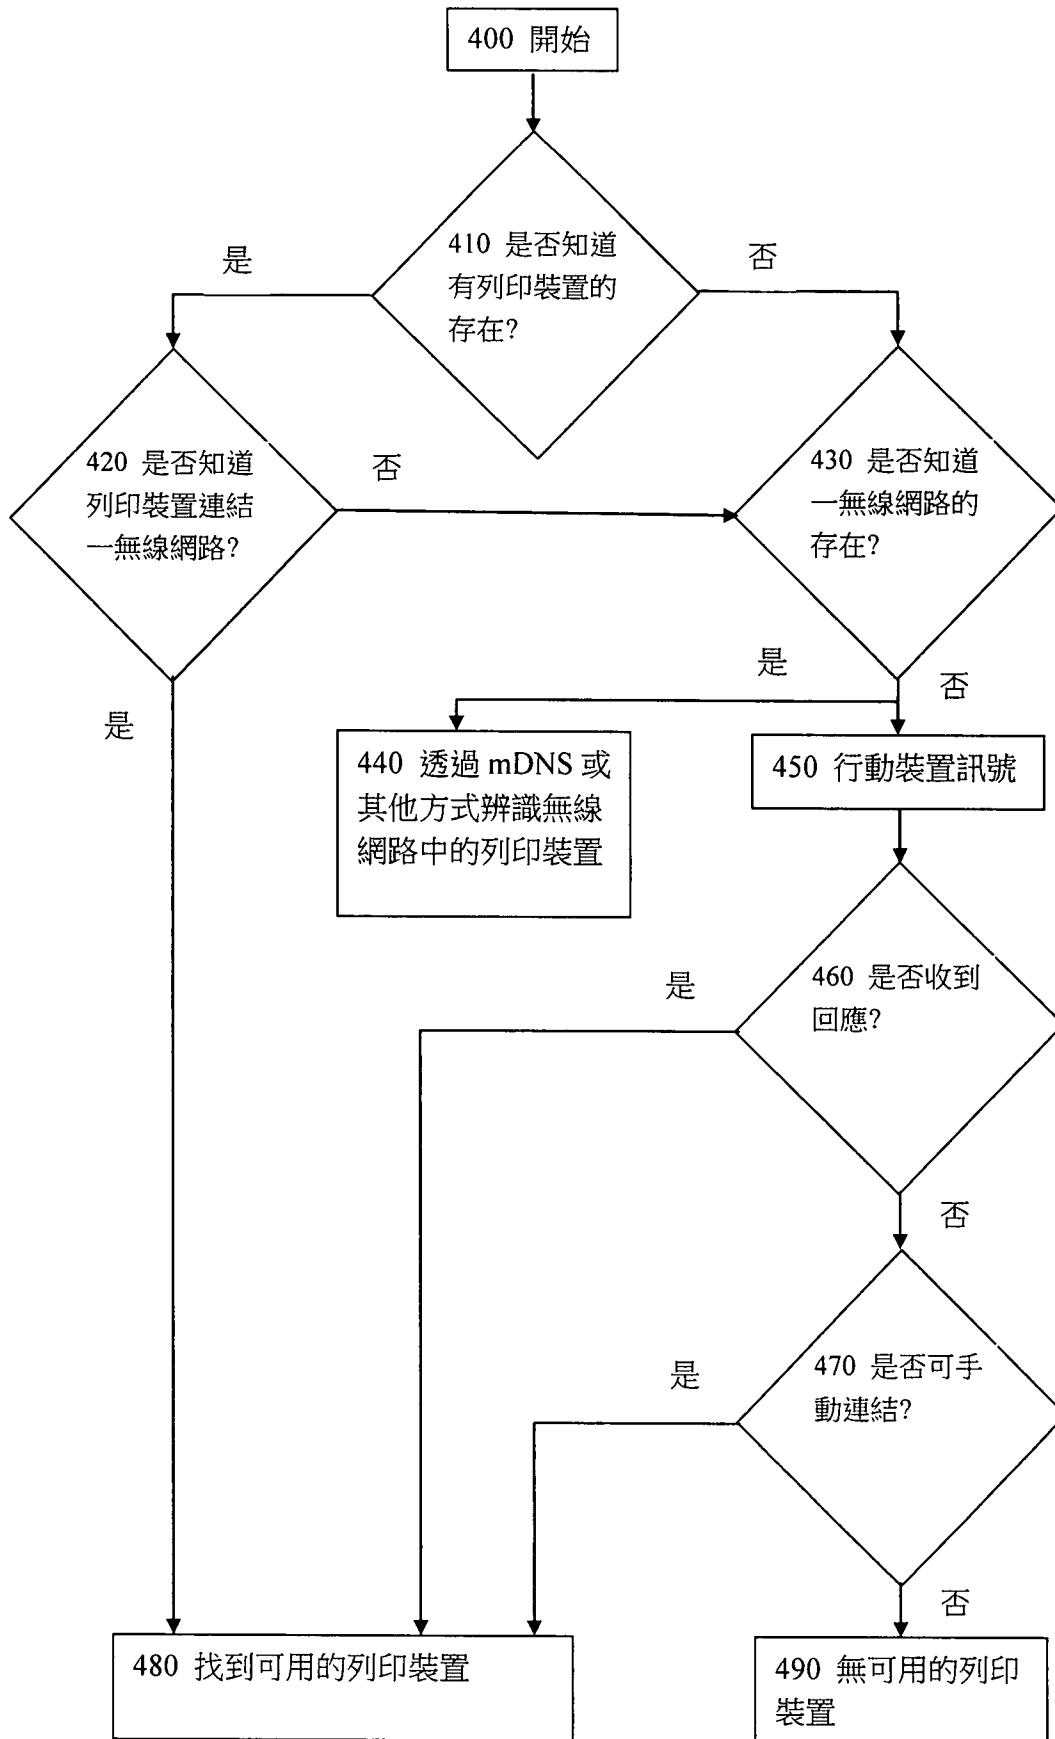 400 開始
410 是否知道
有列印裝置的
存在?
是
否
420 是否知道
列印裝置連結
一無線網路?
否
430 是否知道
一無線網路的
存在?
是
否
是
440 透過 mDNS 或
其他方式辨識無線
網路中的列印裝置
450 行動裝置訊號
460 是否收到
回應?
是
否
470 是否可手
動連結?
是
否
480 找到可用的列印裝置
490 無可用的列印
裝置